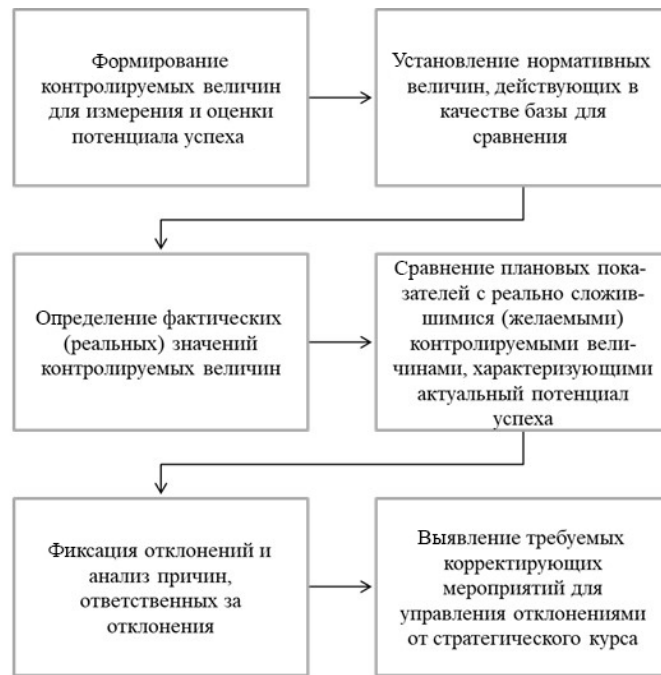 Формирование
контролируемых величин
для измерения и оценки
потенциала успеха
Установление нормативных
величин, действующих в
качестве базы для
сравнения
Определение фактических
(реальных) значений
контролируемых величин
Сравнение плановых пока-
зателей с реально сложив-
шимися (желаемыми)
контролируемыми вели-
чинами, характеризующими
актуальный потенциал
успеха
Фиксация отклонений и
анализ причин,
ответственных за
отклонения
Выявление требуемых
корректирующих
мероприятий для
управления отклонениями
от стратегического курса